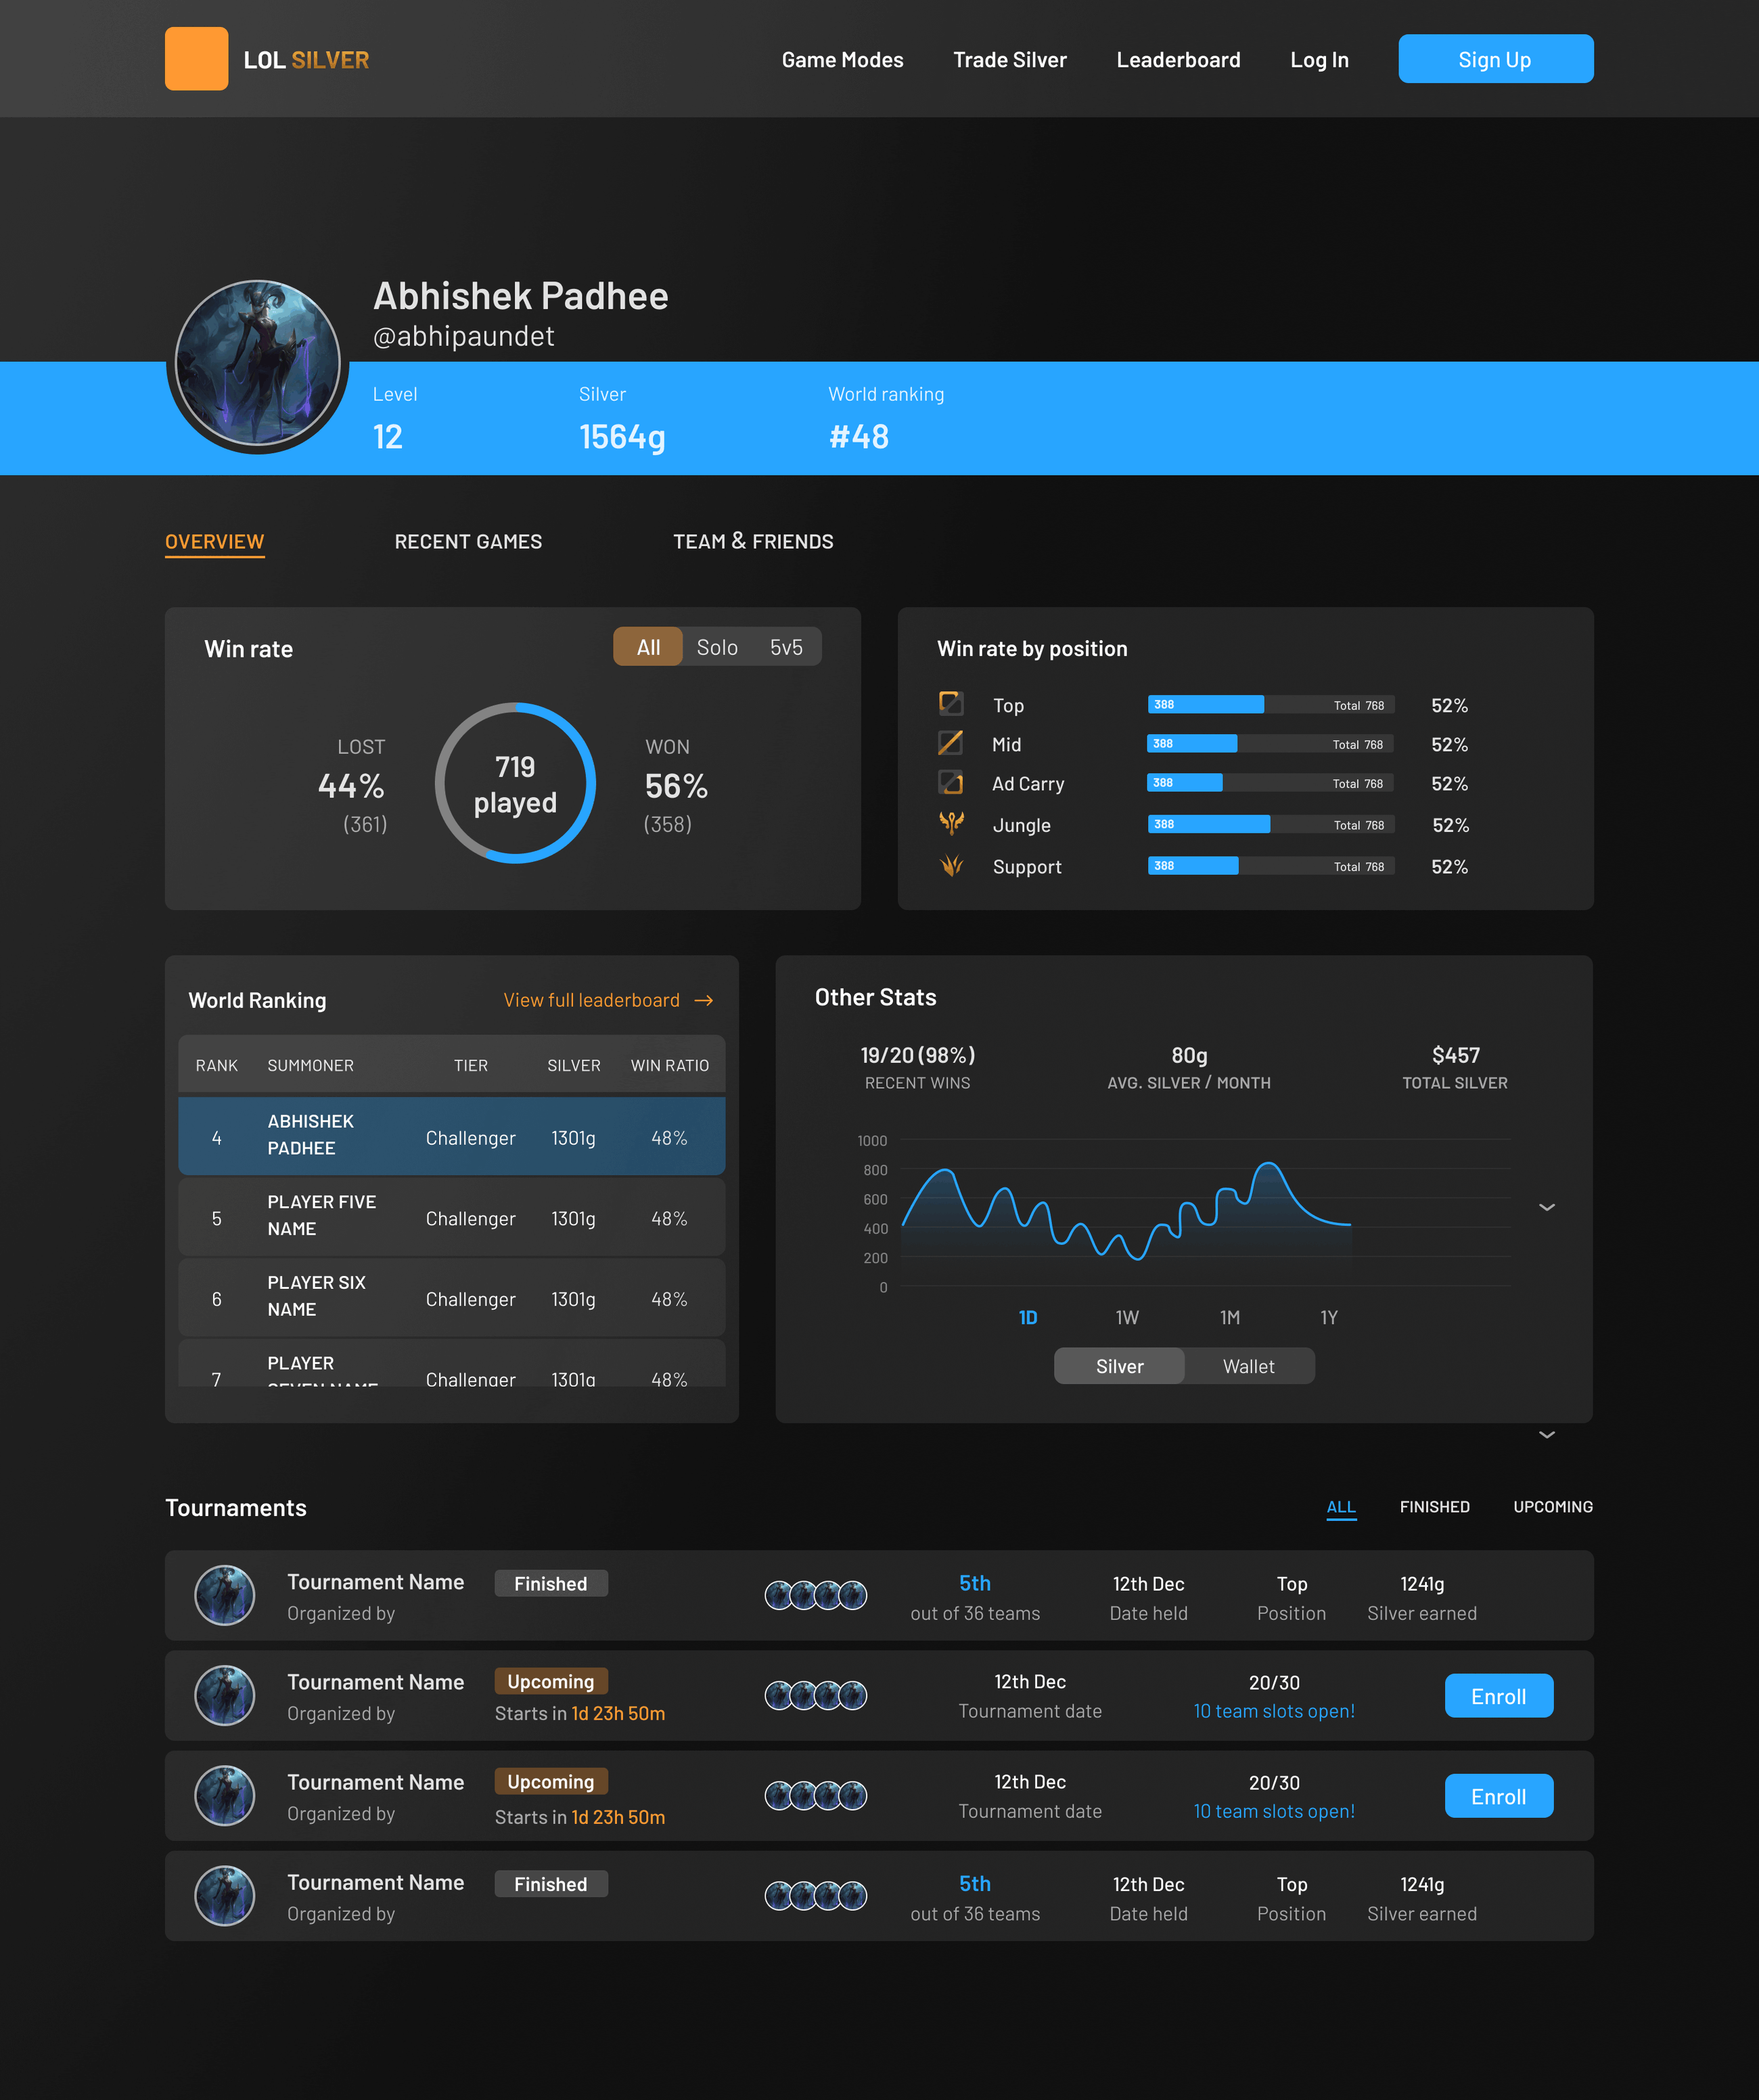 LOL SILVER
Game Modes
Trade Silver
Leaderboard
Log In
Sign Up
Abhishek Padhee
@abhipaundet
Level
Silver
World ranking
12
1564g
#48
OVERVIEW
RECENT GAMES
TEAM & FRIENDS
Win rate
All
Solo
5v5
LOST
44%
(361)
719
played
WON
56%
(358)
Win rate by position
Top
388
Total 768
52%
Mid
388
Total 768
52%
Ad Carry
388
Total 768
52%
Jungle
388
Total 768
52%
Support
388
Total 768
52%
World Ranking
View full leaderboard →
RANK
SUMMONER
TIER
SILVER
WIN RATIO
4
ABHISHEK
PADHEE
Challenger
1301g
48%
5
PLAYER FIVE
NAME
Challenger
1301g
48%
6
PLAYER SIX
NAME
Challenger
1301g
48%
7
PLAYER
SEVEN NAME
Challenger
1301g
48%
Other Stats
19/20 (98%)
RECENT WINS
80g
AVG. SILVER / MONTH
$457
TOTAL SILVER
1000
800
600
400
200
0
1D
1W
1M
1Y
Silver
Wallet
Tournaments
ALL
FINISHED
UPCOMING
Tournament Name
Organized by
Finished
5th
out of 36 teams
12th Dec
Date held
Top
Position
1241g
Silver earned
Tournament Name
Organized by
Upcoming
Starts in 1d 23h 50m
12th Dec
Tournament date
20/30
10 team slots open!
Enroll
Tournament Name
Organized by
Upcoming
Starts in 1d 23h 50m
12th Dec
Tournament date
20/30
10 team slots open!
Enroll
Tournament Name
Organized by
Finished
5th
out of 36 teams
12th Dec
Date held
Top
Position
1241g
Silver earned